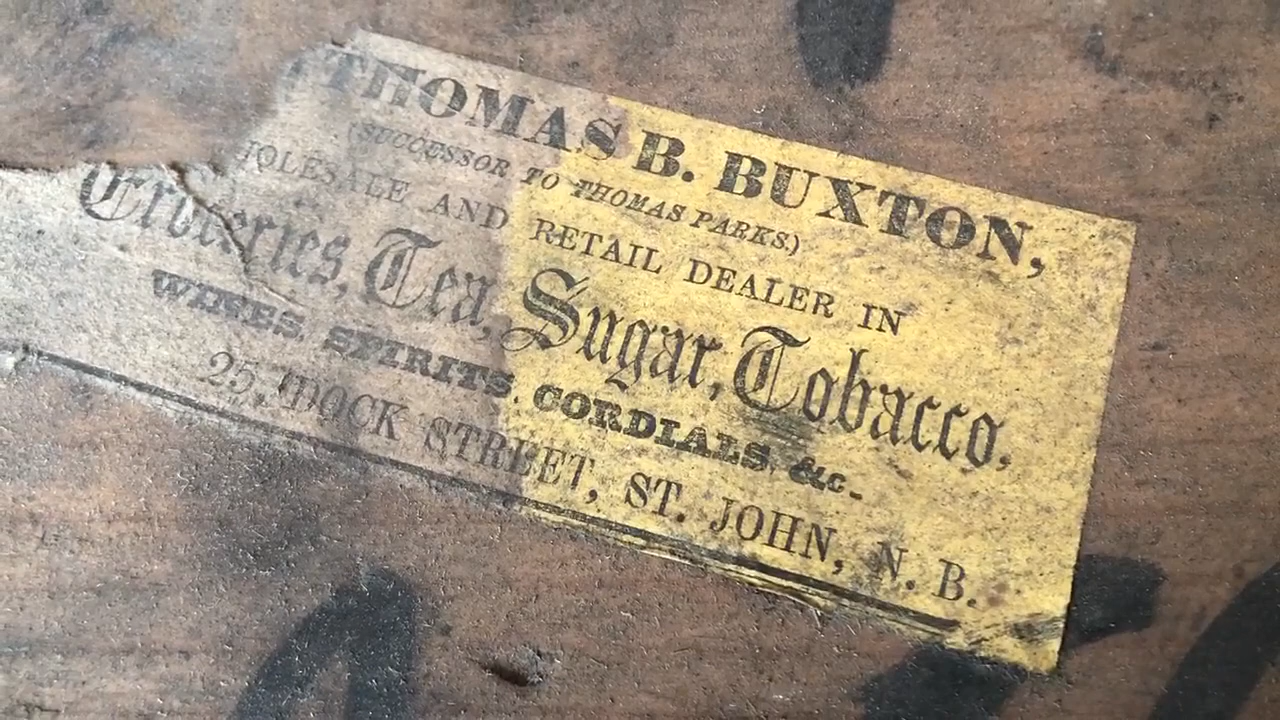 THOMAS B. BUXTON,
(SUCCESSOR TO THOMAS PARKS.)
HOLESALE AND RETAIL DEALER IN
Groceries, Tea, Sugar, Tobacco,
WINES, SPIRITS, CORDIALS, &c.
25, DOCK STREET, ST. JOHN, N. B.